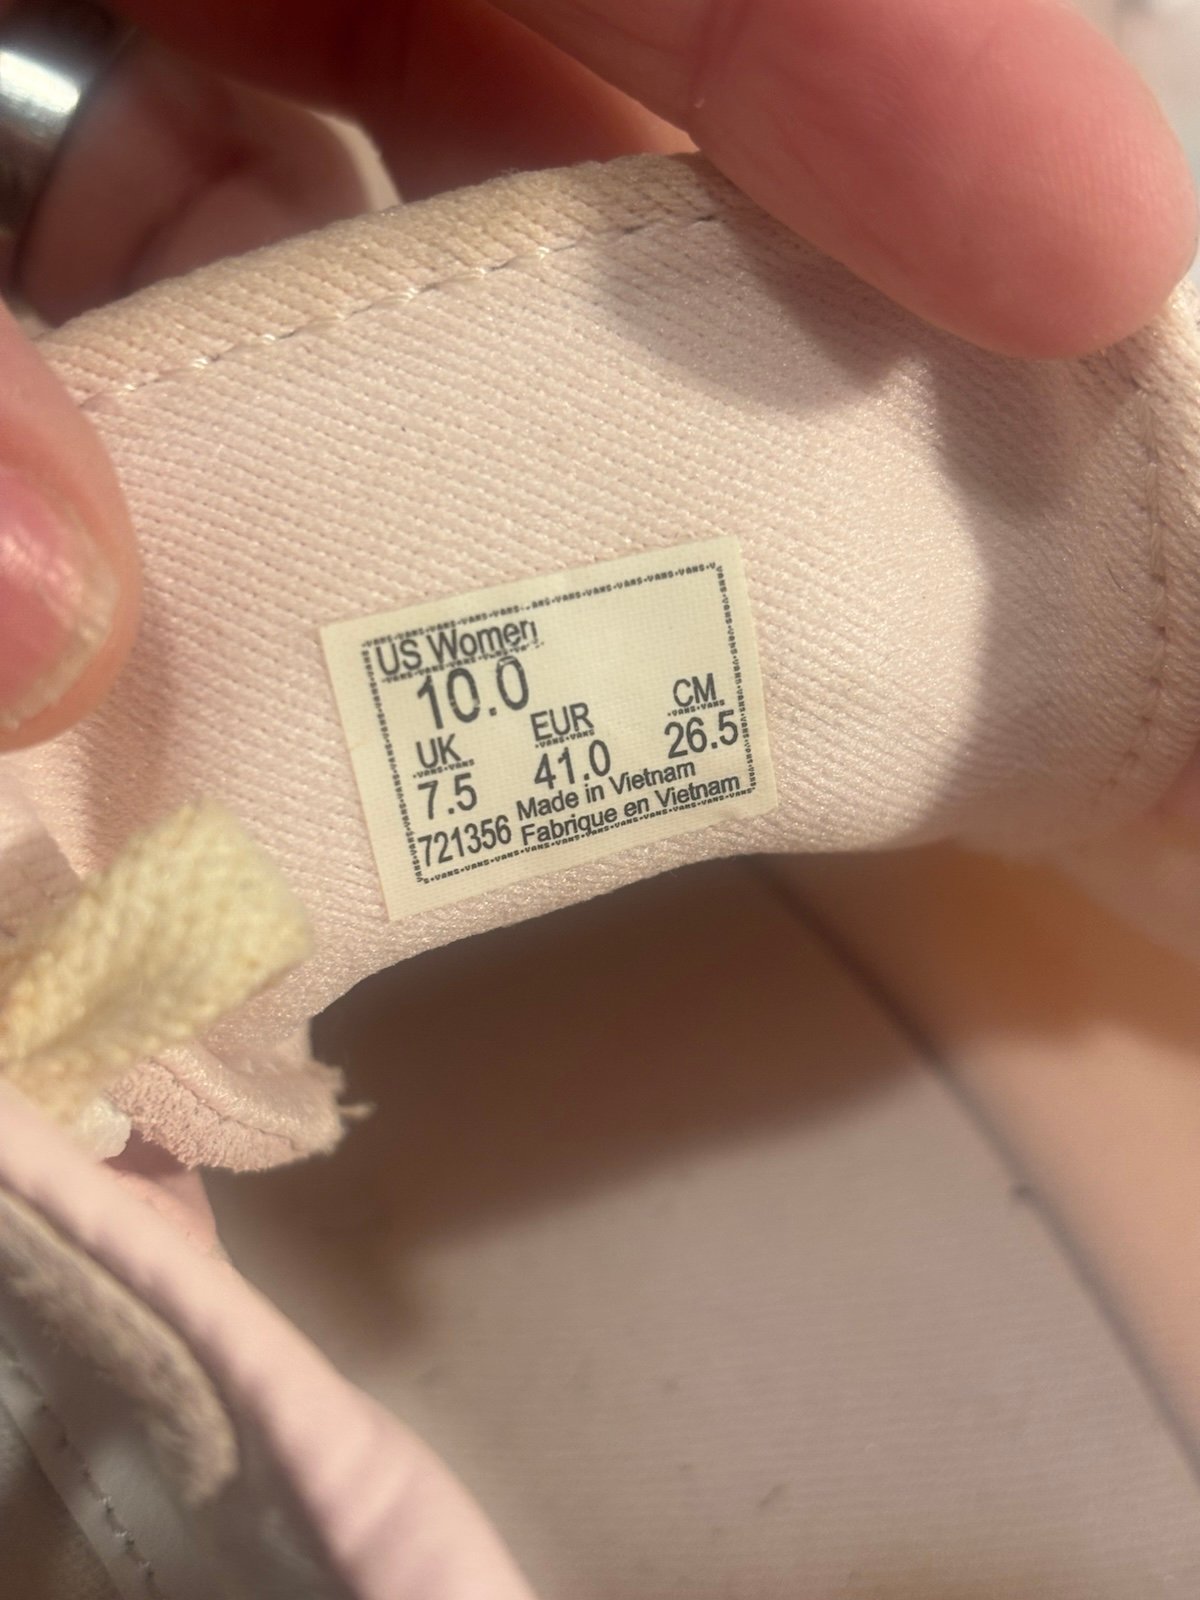 US Women
10.0
UK EUR CM
7.5 41.0 26.5
Made in Vietnam
721356 Fabrique en Vietnam